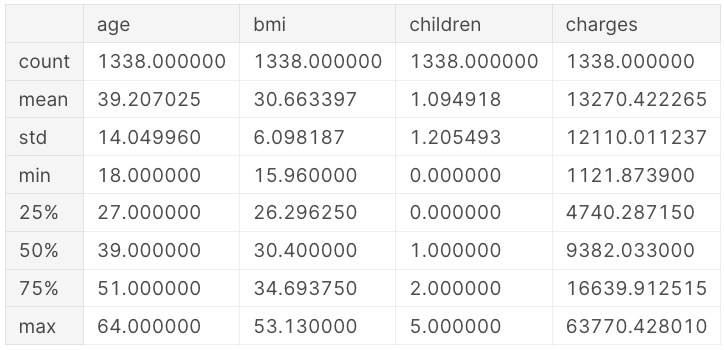 age bmi children charges
count 1338.000000 1338.000000 1338.000000 1338.000000
mean 39.207025 30.663397 1.094918 13270.422265
std 14.049960 6.098187 1.205493 12110.011237
min 18.000000 15.960000 0.000000 1121.873900
25% 27.000000 26.296250 0.000000 4740.287150
50% 39.000000 30.400000 1.000000 9382.033000
75% 51.000000 34.693750 2.000000 16639.912515
max 64.000000 53.130000 5.000000 63770.428010